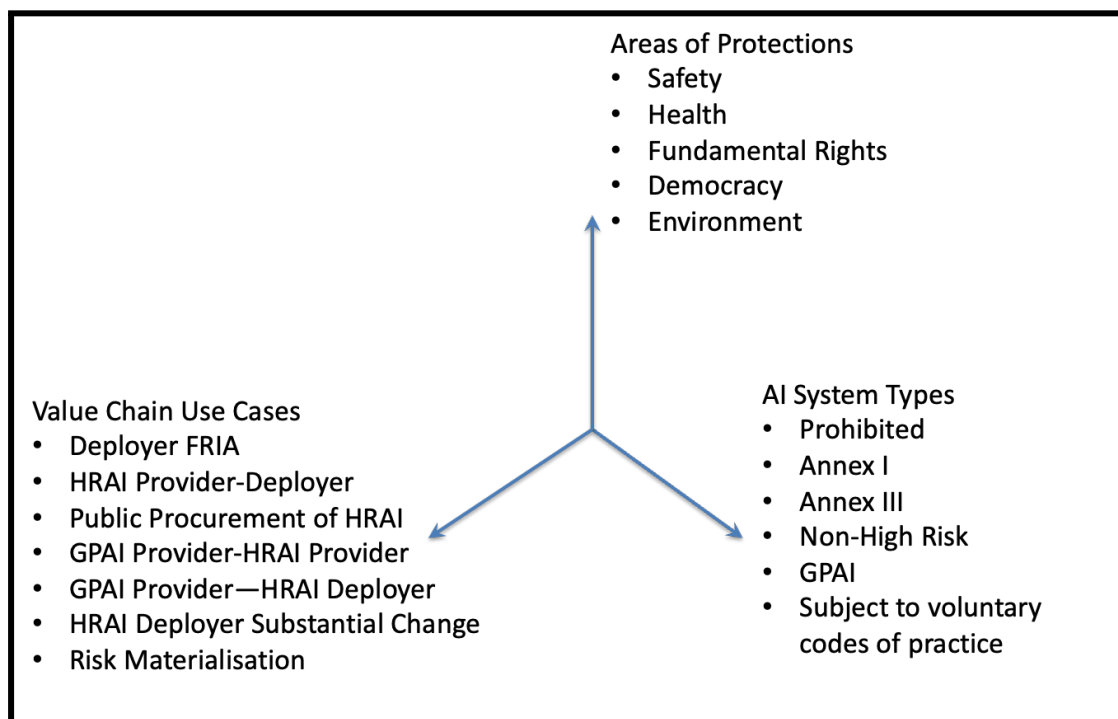 Areas of Protections
• Safety
• Health
• Fundamental Rights
• Democracy
• Environment
Value Chain Use Cases
• Deployer FRIA
• HRAI Provider-Deployer
• Public Procurement of HRAI
• GPAI Provider-HRAI Provider
• GPAI Provider—HRAI Deployer
• HRAI Deployer Substantial Change
• Risk Materialisation
AI System Types
• Prohibited
• Annex I
• Annex III
• Non-High Risk
• GPAI
• Subject to voluntary
codes of practice